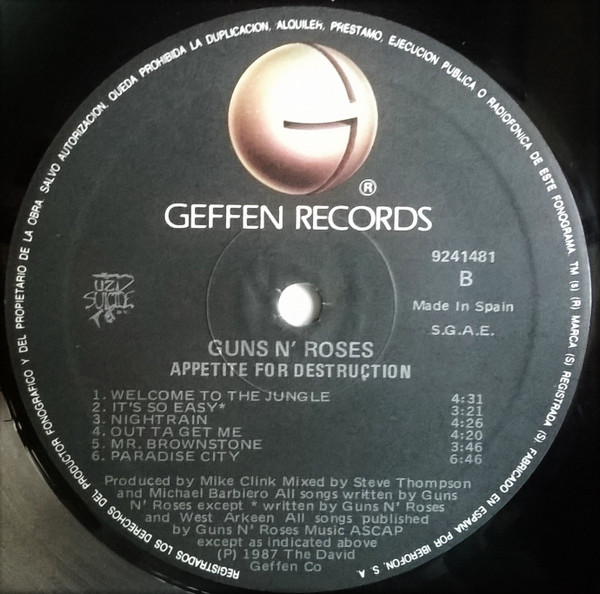 REGISTRADOS LOS DERECHOS DEL PRODUCTOR FONOGRAFICO Y DEL PROPIETARIO DE LA OBRA. SALVO AUTORIZACION. QUEDA PROHIBIDA LA DUPLICACION, ALQUILER, PRESTAMO, EJECUCION PUBLICA O RADIOFONICA DE ESTE FONOGRAMA. TM (s) (R) MARCA (S) REGISTRADA (S). FABRICADO EN ESPAÑA POR IBEROFON, S. A.
G
®
GEFFEN RECORDS
9241481
B
Made In Spain
S.G.A.E.
UZI
SUICIDE
GUNS N' ROSES
APPETITE FOR DESTRUCTION
1. WELCOME TO THE JUNGLE 4:31
2. IT'S SO EASY* 3:21
3. NIGHTRAIN 4:26
4. OUT TA GET ME 4:20
5. MR. BROWNSTONE 3:46
6. PARADISE CITY 6:46
Produced by Mike Clink Mixed by Steve Thompson
and Michael Barbiero All songs written by Guns
N' Roses except * written by Guns N' Roses
and West Arkeen All songs published
by Guns N' Roses Music ASCAP
except as indicated above
(P) 1987 The David
Geffen Co